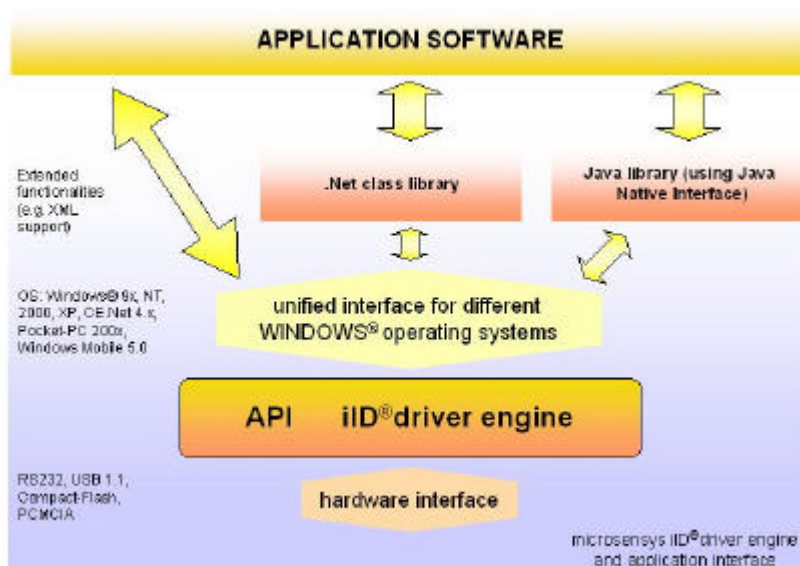 APPLICATION SOFTWARE
Extended
functionalities
(e.g. XML
support)
.Net class library
Java library (using Java
Native Interface)
OS: Windows® 9x, NT,
2000, XP, CE.Net 4.x,
Pocket-PC 200x,
Windows Mobile 5.0
unified interface for different
WINDOWS® operating systems
API iID® driver engine
RS232, USB 1.1,
Compact-Flash,
PCMCIA
hardware interface
microsensys iID® driver engine
and application interface